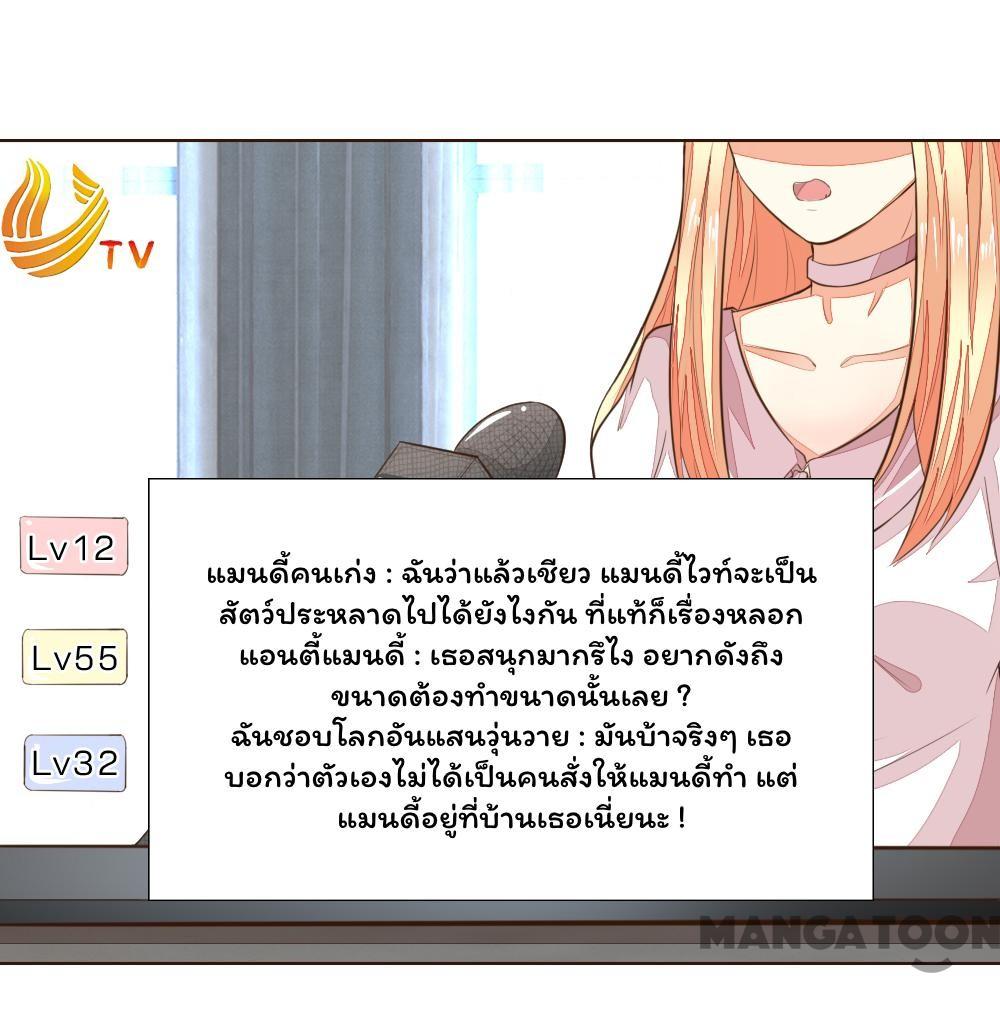 TV
Lv12
Lv55
Lv32
แมนดี้คนเก่ง : ฉันว่าแล้วเชียว แมนดี้ไวท์จะเป็น
สัตว์ประหลาดไปได้ยังไงกัน ที่แท้ก็เรื่องหลอก
แอนตี้แมนดี้ : เธอสนุกมากรึไง อยากดังถึง
ขนาดต้องทำขนาดนั้นเลย ?
ฉันชอบโลกอันแสนวุ่นวาย : มันบ้าจริงๆ เธอ
บอกว่าตัวเองไม่ได้เป็นคนสั่งให้แมนดี้ทำ แต่
แมนดี้อยู่ที่บ้านเธอเนี่ยนะ !
MANGATOON